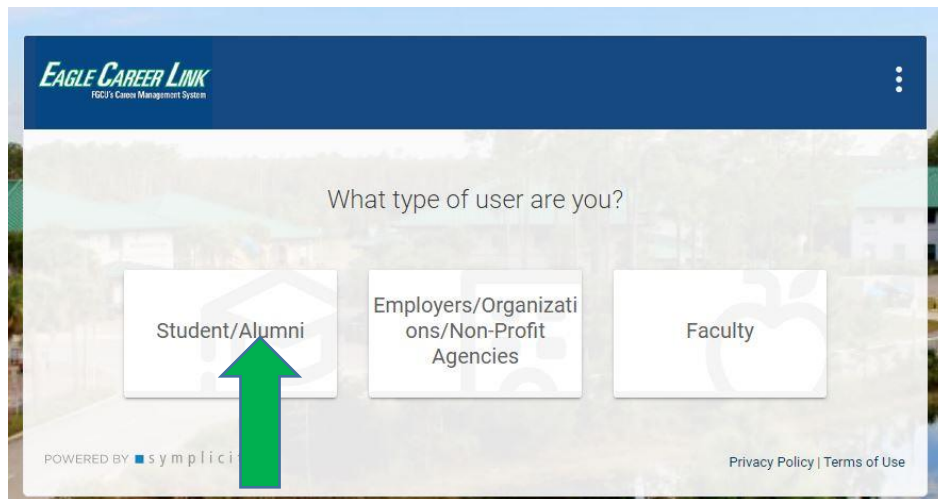 EAGLE CAREER LINK
FGCU's Career Management System
What type of user are you?
Student/Alumni
Employers/Organizati
ons/Non-Profit
Agencies
Faculty
POWERED BY symplici
Privacy Policy | Terms of Use